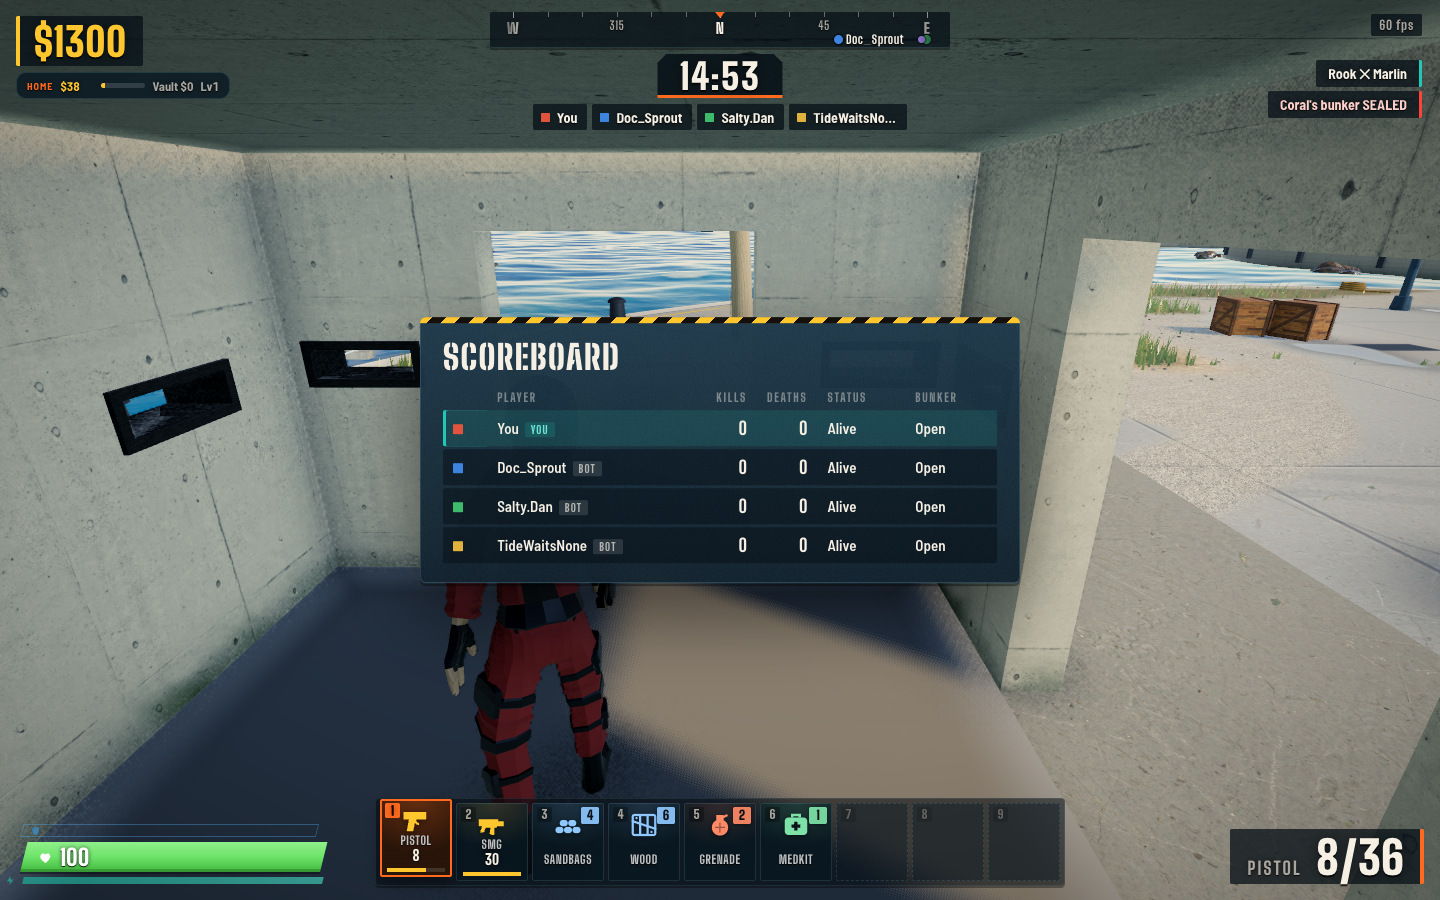 $1300
HOME $38 Vault $0 Lv1
W 315 N 45 E
Doc_Sprout
14:53
You Doc_Sprout Salty.Dan TideWaitsNo...
60 fps
Rook Marlin
Coral's bunker SEALED
SCOREBOARD
PLAYER KILLS DEATHS STATUS BUNKER
You YOU 0 0 Alive Open
Doc_Sprout BOT 0 0 Alive Open
Salty.Dan BOT 0 0 Alive Open
TideWaitsNone BOT 0 0 Alive Open
100
1 PISTOL 8
2 SMG 30
3 4 SANDBAGS
4 6 WOOD
5 2 GRENADE
6 1 MEDKIT
7
8
9
PISTOL 8/36